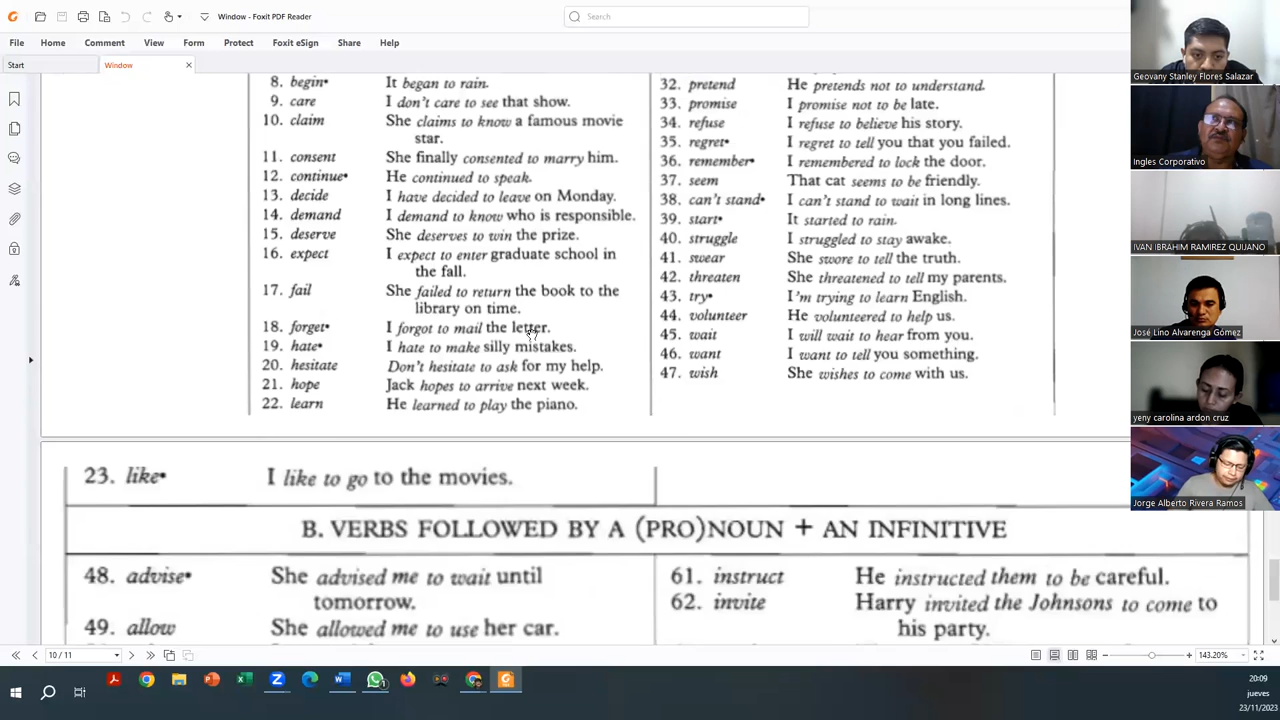 Window - Foxit PDF Reader
Search
File Home Comment View Form Protect Foxit eSign Share Help
Start
Window
8. begin• It began to rain.
9. care I don't care to see that show.
10. claim She claims to know a famous movie
star.
11. consent She finally consented to marry him.
12. continue• He continued to speak.
13. decide I have decided to leave on Monday.
14. demand I demand to know who is responsible.
15. deserve She deserves to win the prize.
16. expect I expect to enter graduate school in
the fall.
17. fail She failed to return the book to the
library on time.
18. forget• I forgot to mail the letter.
19. hate• I hate to make silly mistakes.
20. hesitate Don't hesitate to ask for my help.
21. hope Jack hopes to arrive next week.
22. learn He learned to play the piano.
32. pretend He pretends not to understand.
33. promise I promise not to be late.
34. refuse I refuse to believe his story.
35. regret• I regret to tell you that you failed.
36. remember• I remembered to lock the door.
37. seem That cat seems to be friendly.
38. can't stand• I can't stand to wait in long lines.
39. start• It started to rain.
40. struggle I struggled to stay awake.
41. swear She swore to tell the truth.
42. threaten She threatened to tell my parents.
43. try• I'm trying to learn English.
44. volunteer He volunteered to help us.
45. wait I will wait to hear from you.
46. want I want to tell you something.
47. wish She wishes to come with us.
23. like• I like to go to the movies.
B. VERBS FOLLOWED BY A (PRO)NOUN + AN INFINITIVE
48. advise• She advised me to wait until
tomorrow.
49. allow She allowed me to use her car.
61. instruct He instructed them to be careful.
62. invite Harry invited the Johnsons to come to
his party.
Geovany Stanley Flores Salazar
Ingles Corporativo
IVAN IBRAHIM RAMIREZ QUIJANO
José Lino Alvarenga Gómez
yeny carolina ardon cruz
Jorge Alberto Rivera Ramos
10 / 11
143.20%
20:09
jueves
23/11/2023